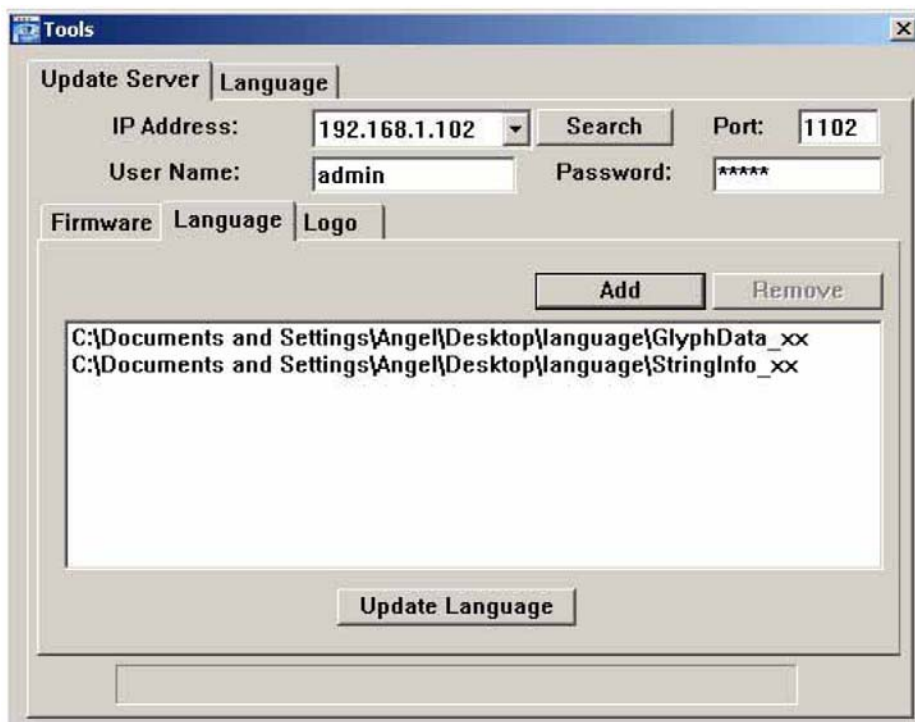 Tools
Update Server Language
IP Address: 192.168.1.102 Search Port: 1102
User Name: admin Password: *****
Firmware Language Logo
Add Remove
C:\Documents and Settings\Angel\Desktop\language\GlyphData_xx
C:\Documents and Settings\Angel\Desktop\language\StringInfo_xx
Update Language